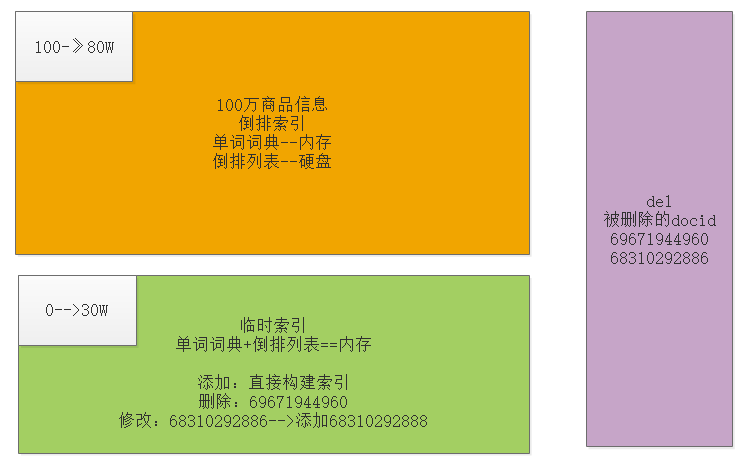 100-》80W
100万商品信息
倒排索引
单词词典--内存
倒排列表--硬盘
del
被删除的docid
69671944960
68310292886
0-->30W
临时索引
单词词典+倒排列表==内存
添加：直接构建索引
删除：69671944960
修改：68310292886-->添加68310292888